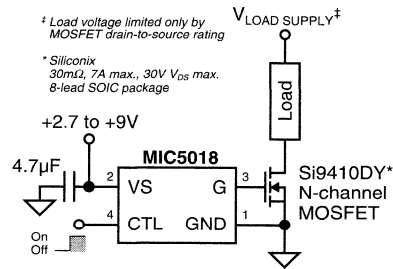 ‡ Load voltage limited only by
MOSFET drain-to-source rating
* Siliconix
30mΩ, 7A max., 30V VDS max.
8-lead SOIC package
VLOAD SUPPLY‡
Load
+2.7 to +9V
4.7µF
MIC5018
2
VS
G
3
4
CTL
GND
1
Si9410DY*
N-channel
MOSFET
On
Off